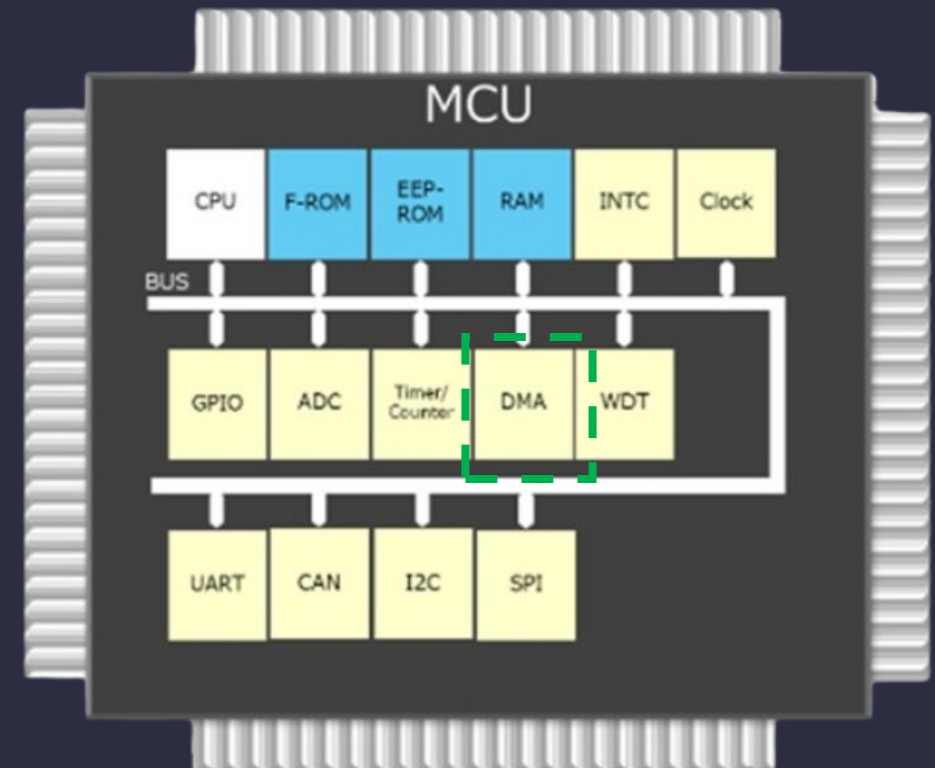 MCU
CPU
F-ROM
EEP-
ROM
RAM
INTC
Clock
BUS
GPIO
ADC
Timer/
Counter
DMA
WDT
UART
CAN
I2C
SPI